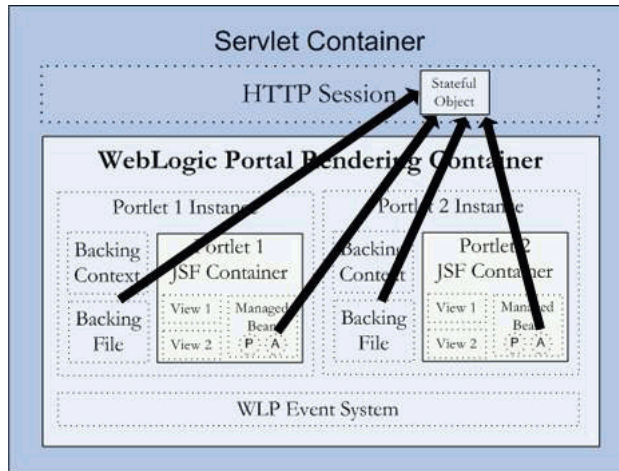 Servlet Container
HTTP Session
Stateful
Object
WebLogic Portal Rendering Container
Portlet 1 Instance
Backing
Context
Backing
File
Portlet 1
JSF Container
View 1
View 2
Managed
Bean
P
A
Portlet 2 Instance
Backing
Context
Backing
File
Portlet 2
JSF Container
View 1
View 2
Managed
Bean
P
A
WLP Event System